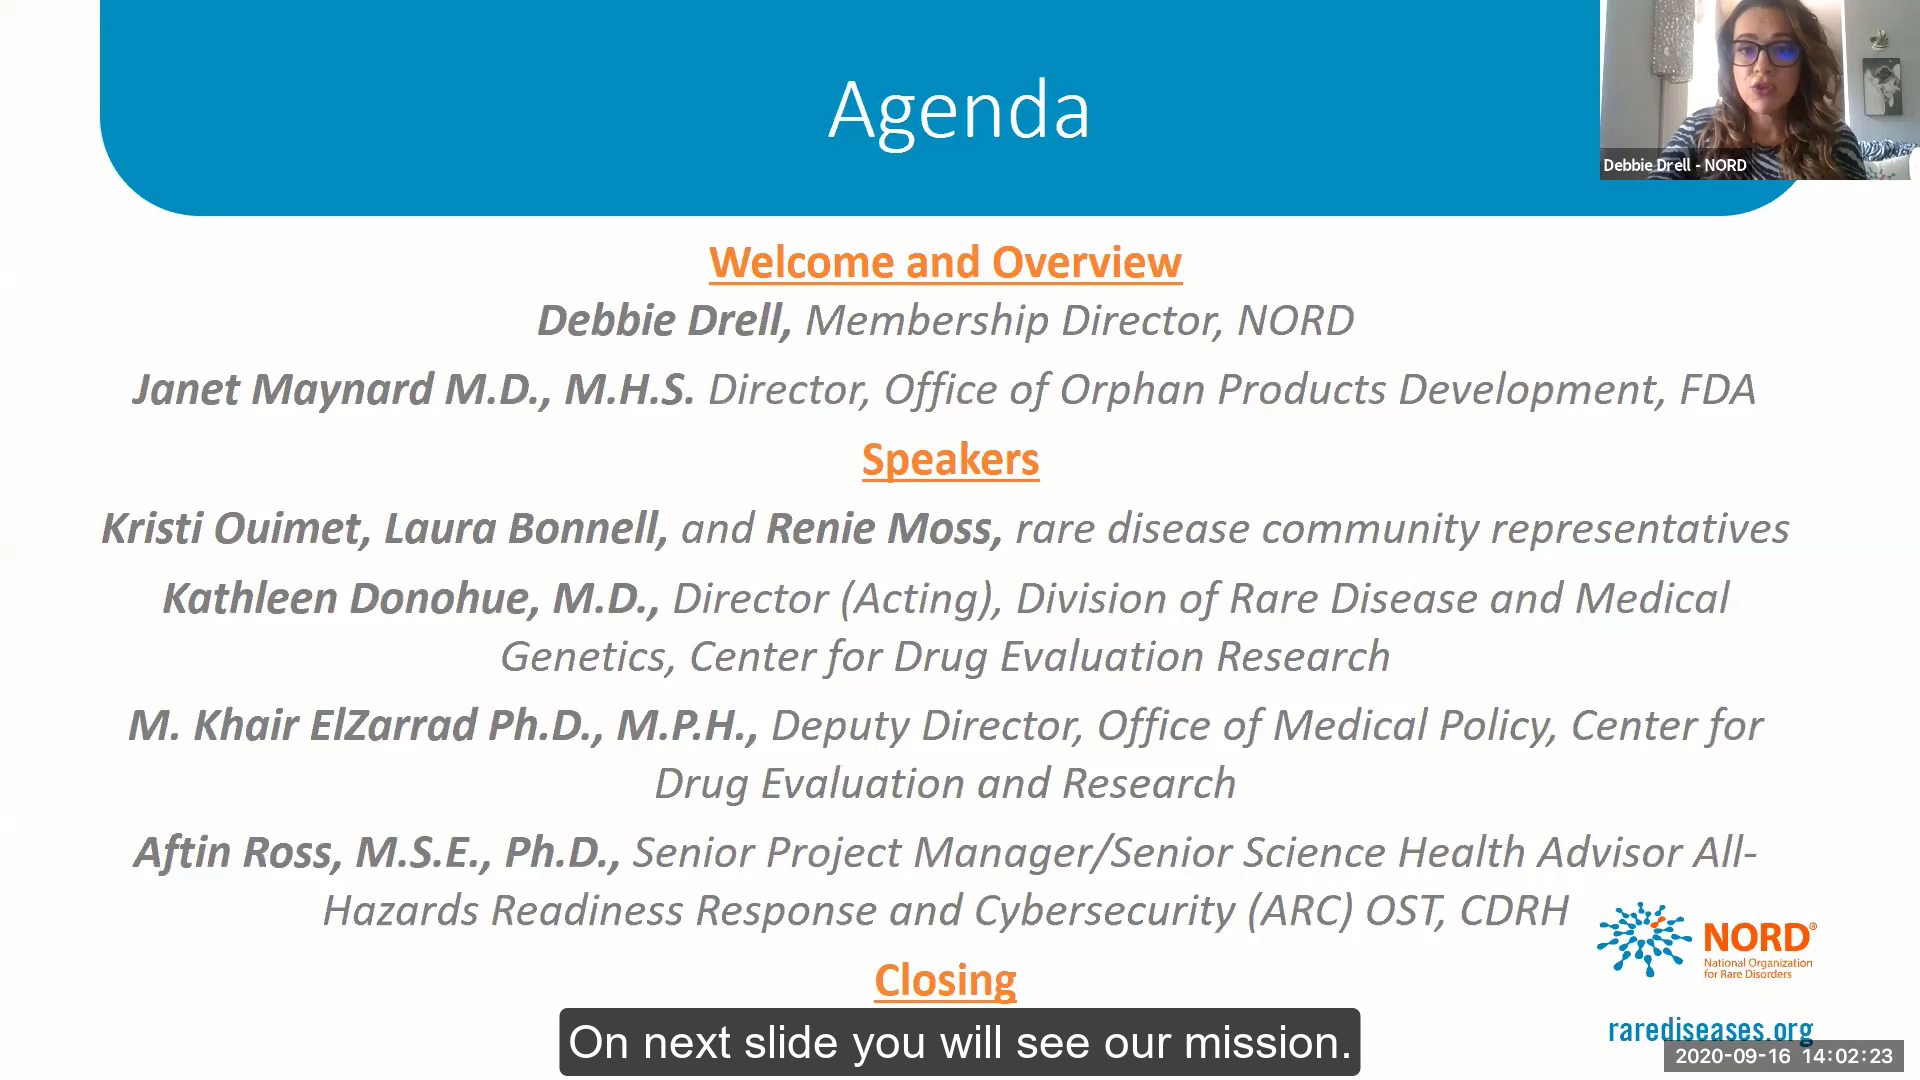 Agenda
Debbie Drell - NORD
Welcome and Overview
Debbie Drell, Membership Director, NORD
Janet Maynard M.D., M.H.S. Director, Office of Orphan Products Development, FDA
Speakers
Kristi Ouimet, Laura Bonnell, and Renie Moss, rare disease community representatives
Kathleen Donohue, M.D., Director (Acting), Division of Rare Disease and Medical
Genetics, Center for Drug Evaluation Research
M. Khair ElZarrad Ph.D., M.P.H., Deputy Director, Office of Medical Policy, Center for
Drug Evaluation and Research
Aftin Ross, M.S.E., Ph.D., Senior Project Manager/Senior Science Health Advisor All-
Hazards Readiness Response and Cybersecurity (ARC) OST, CDRH
NORD®
National Organization
for Rare Disorders
Closing
On next slide you will see our mission.
rarediseases.org
2020-09-16 14:02:23